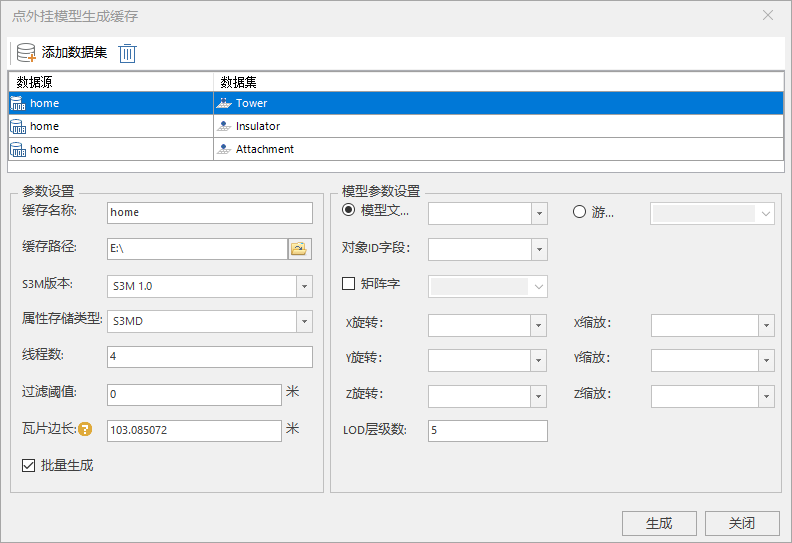 点外挂模型生成缓存
添加数据集
数据源 数据集
home Tower
home Insulator
home Attachment
参数设置
缓存名称: home
缓存路径: E:\
S3M版本: S3M 1.0
属性存储类型: S3MD
线程数: 4
过滤阈值: 0 米
瓦片边长: ? 103.085072 米
批量生成
模型参数设置
模型文... 游...
对象ID字段:
矩阵字
X旋转: X缩放:
Y旋转: Y缩放:
Z旋转: Z缩放:
LOD层级数: 5
生成 关闭